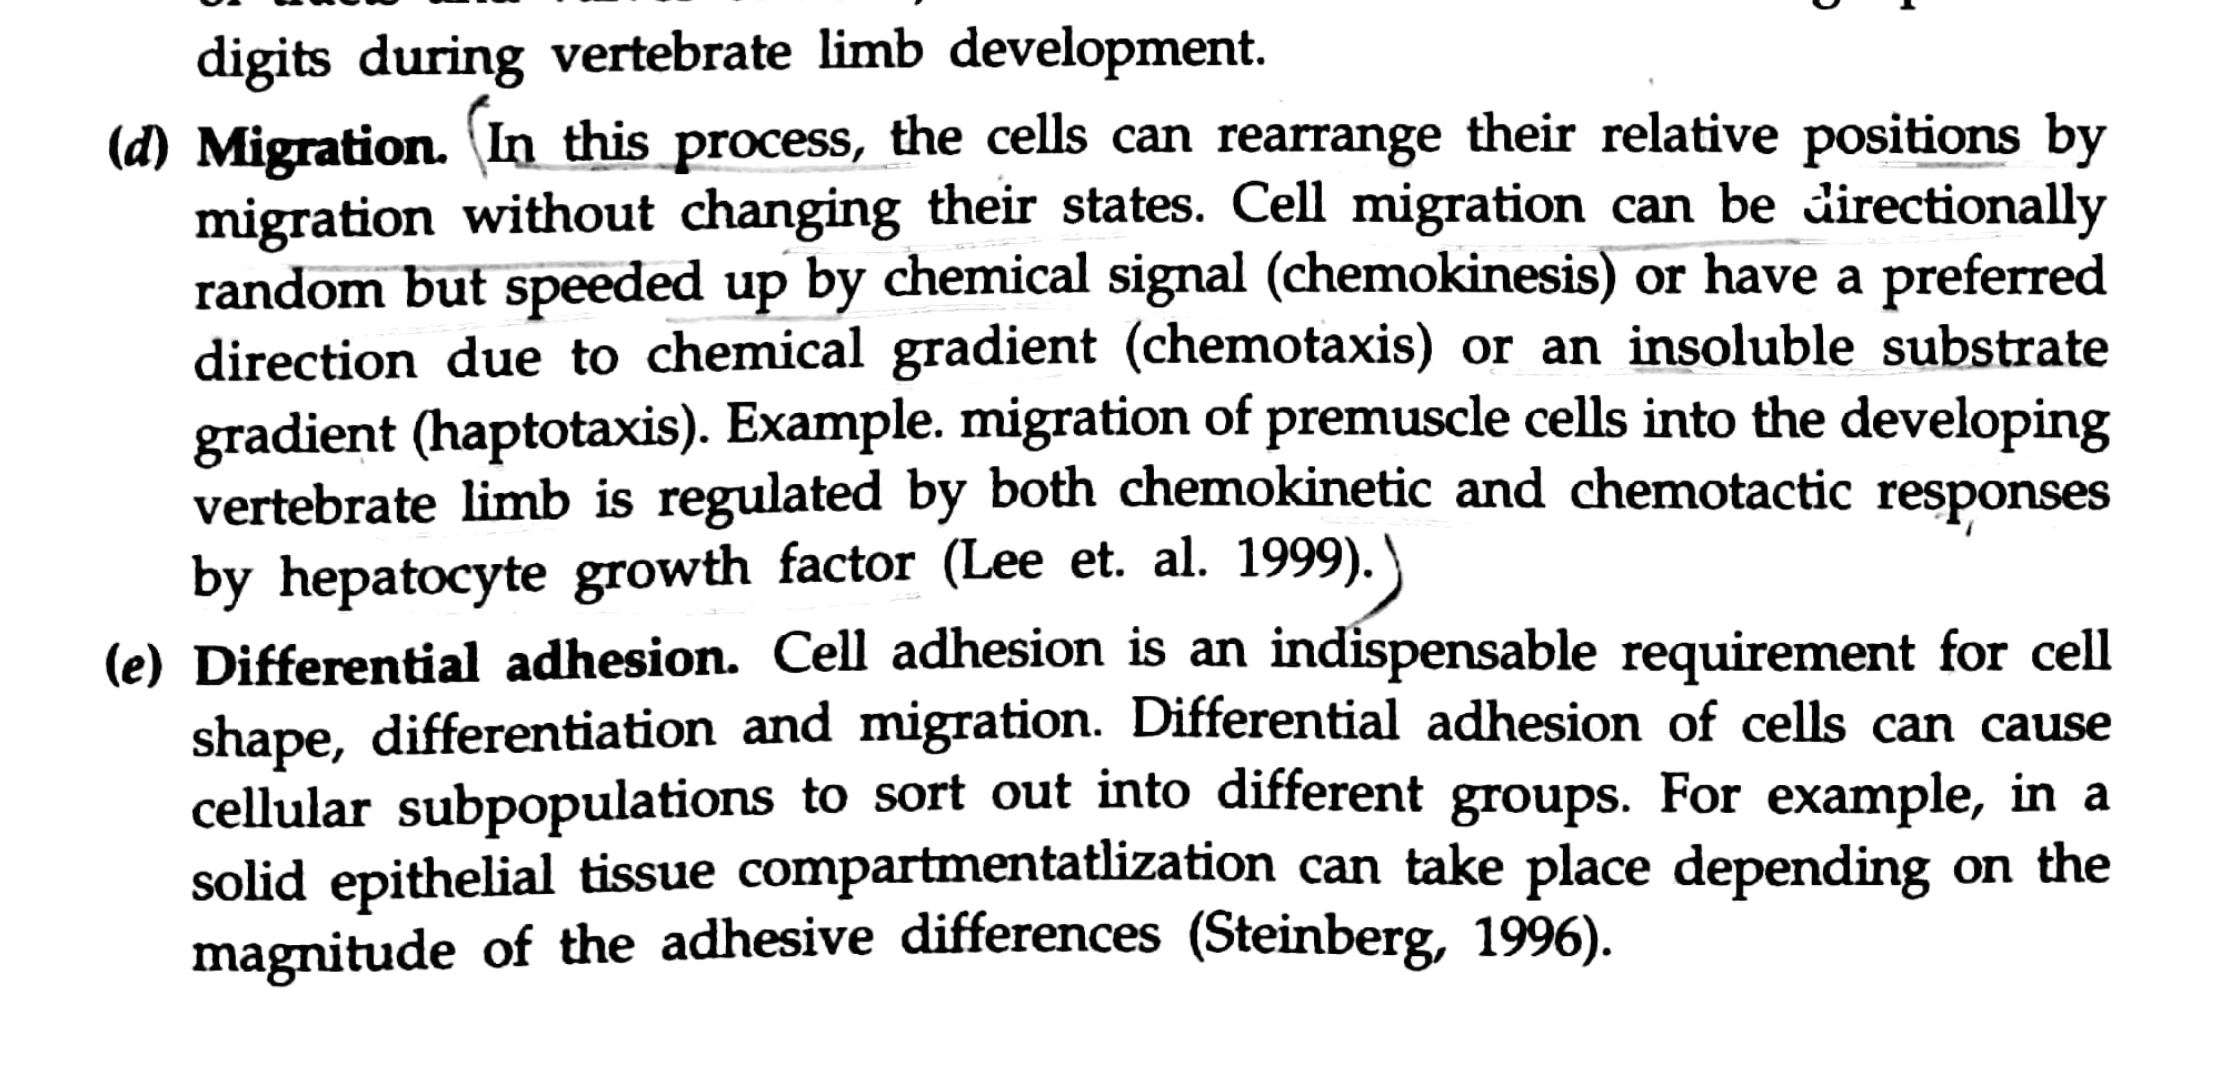 digits during vertebrate limb development.
(d) Migration. In this process, the cells can rearrange their relative positions by
migration without changing their states. Cell migration can be directionally
random but speeded up by chemical signal (chemokinesis) or have a preferred
direction due to chemical gradient (chemotaxis) or an insoluble substrate
gradient (haptotaxis). Example. migration of premuscle cells into the developing
vertebrate limb is regulated by both chemokinetic and chemotactic responses
by hepatocyte growth factor (Lee et. al. 1999).
(e) Differential adhesion. Cell adhesion is an indispensable requirement for cell
shape, differentiation and migration. Differential adhesion of cells can cause
cellular subpopulations to sort out into different groups. For example, in a
solid epithelial tissue compartmentatlization can take place depending on the
magnitude of the adhesive differences (Steinberg, 1996).